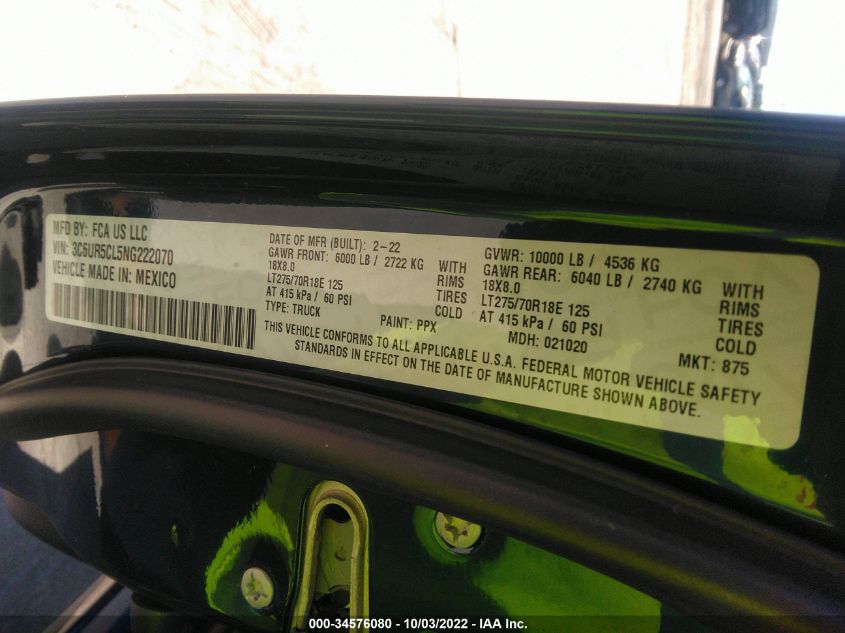 MFD BY: FCA US LLC
VIN: 3C6UR5CL5NG222070
VEHICLE MADE IN: MEXICO
DATE OF MFR (BUILT): 2-22
GAWR FRONT: 6000 LB / 2722 KG WITH
18X8.0 RIMS
LT275/70R18E 125 TIRES
AT 415 kPa / 60 PSI COLD
TYPE: TRUCK PAINT: PPX
GVWR: 10000 LB / 4536 KG
GAWR REAR: 6040 LB / 2740 KG WITH
18X8.0 RIMS
LT275/70R18E 125 TIRES
AT 415 kPa / 60 PSI COLD
MDH: 021020 MKT: 875
THIS VEHICLE CONFORMS TO ALL APPLICABLE U.S.A. FEDERAL MOTOR VEHICLE SAFETY
STANDARDS IN EFFECT ON THE DATE OF MANUFACTURE SHOWN ABOVE.
000-34576080 - 10/03/2022 - IAA Inc.